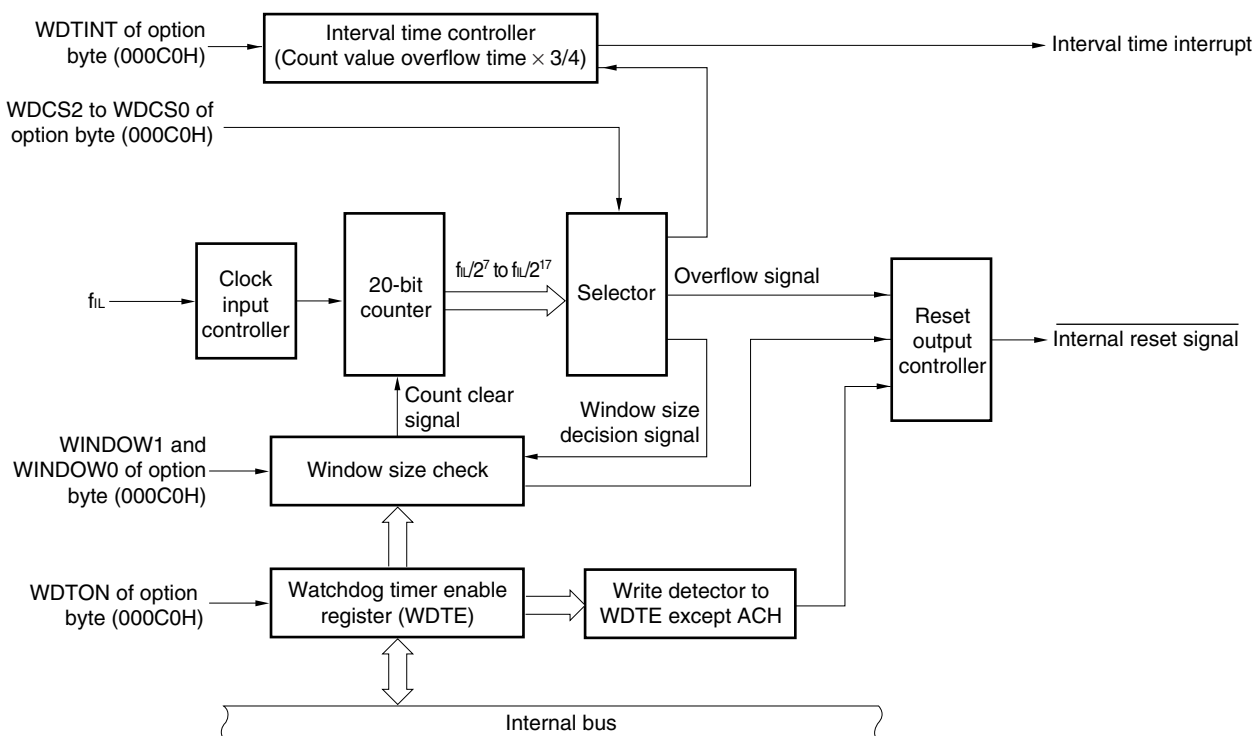 WDTINT of option
byte (000C0H)
Interval time controller
(Count value overflow time × 3/4)
Interval time interrupt
WDCS2 to WDCS0 of
option byte (000C0H)
fIL
Clock
input
controller
20-bit
counter
fIL/2⁷ to fIL/2¹⁷
Selector
Overflow signal
Reset
output
controller
Internal reset signal
Count clear
signal
Window size
decision signal
WINDOW1 and
WINDOW0 of option
byte (000C0H)
Window size check
WDTON of option
byte (000C0H)
Watchdog timer enable
register (WDTE)
Write detector to
WDTE except ACH
Internal bus